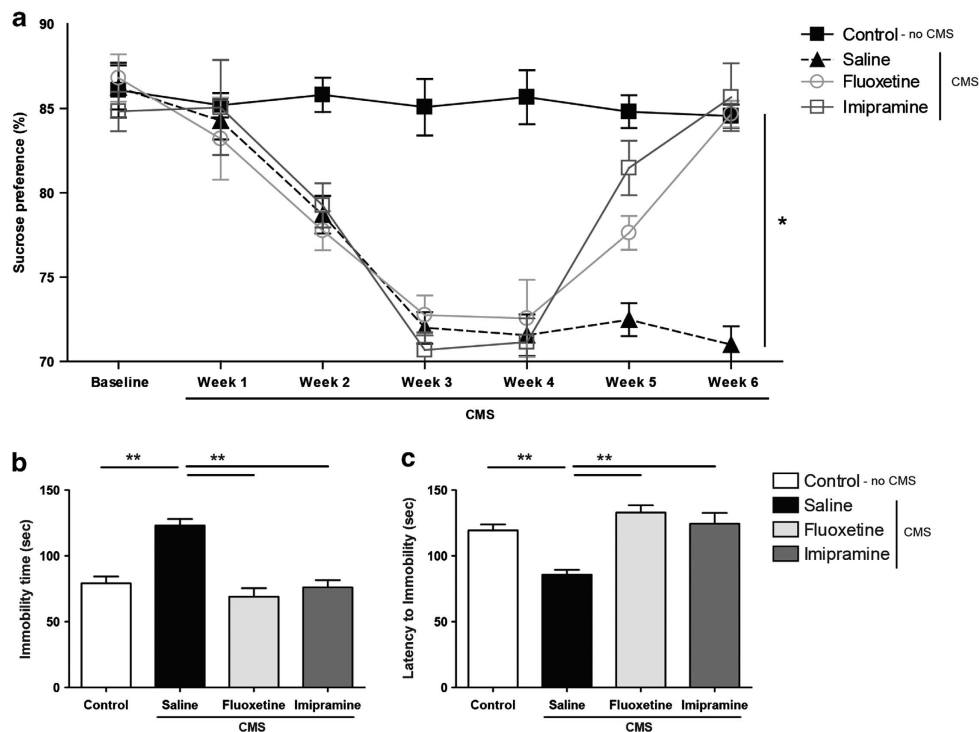 a
90
85
80
75
70
Sucrose preference (%)
Baseline Week 1 Week 2 Week 3 Week 4 Week 5 Week 6
CMS
*
Control - no CMS
Saline
Fluoxetine
Imipramine
CMS
b
** **
150
100
50
0
Immobility time (sec)
Control Saline Fluoxetine Imipramine
CMS
c
** **
150
100
50
0
Latency to Immobility (sec)
Control Saline Fluoxetine Imipramine
CMS
Control - no CMS
Saline
Fluoxetine
Imipramine
CMS